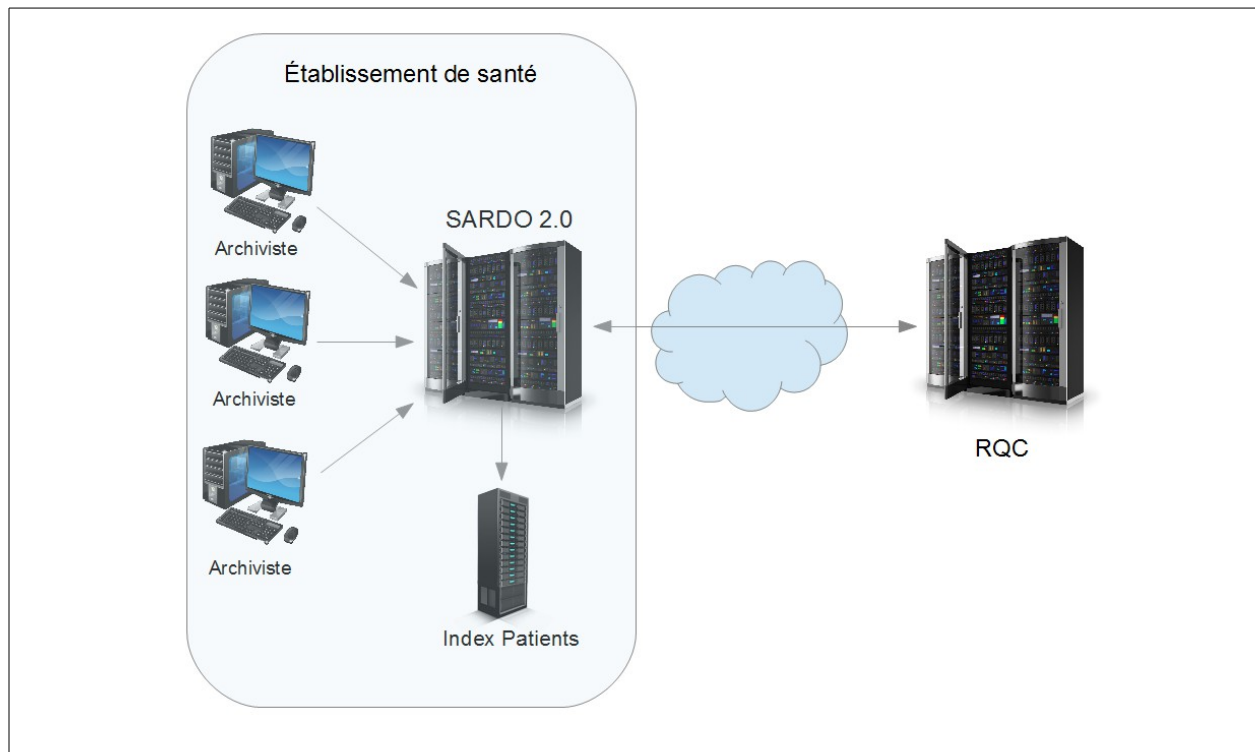 Établissement de santé
Archiviste
SARDO 2.0
Archiviste
Archiviste
Index Patients
RQC